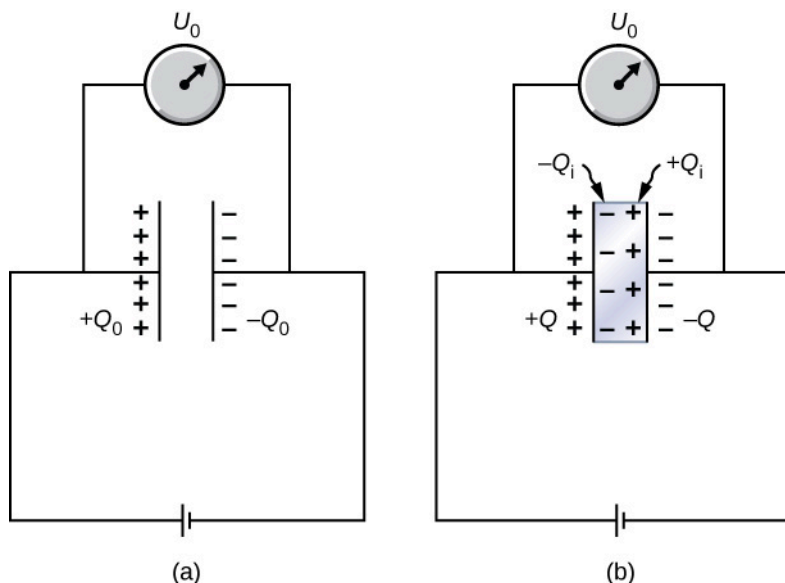 U₀
+Q₀
–Q₀
(a)
U₀
–Qᵢ
+Qᵢ
+Q
–Q
(b)